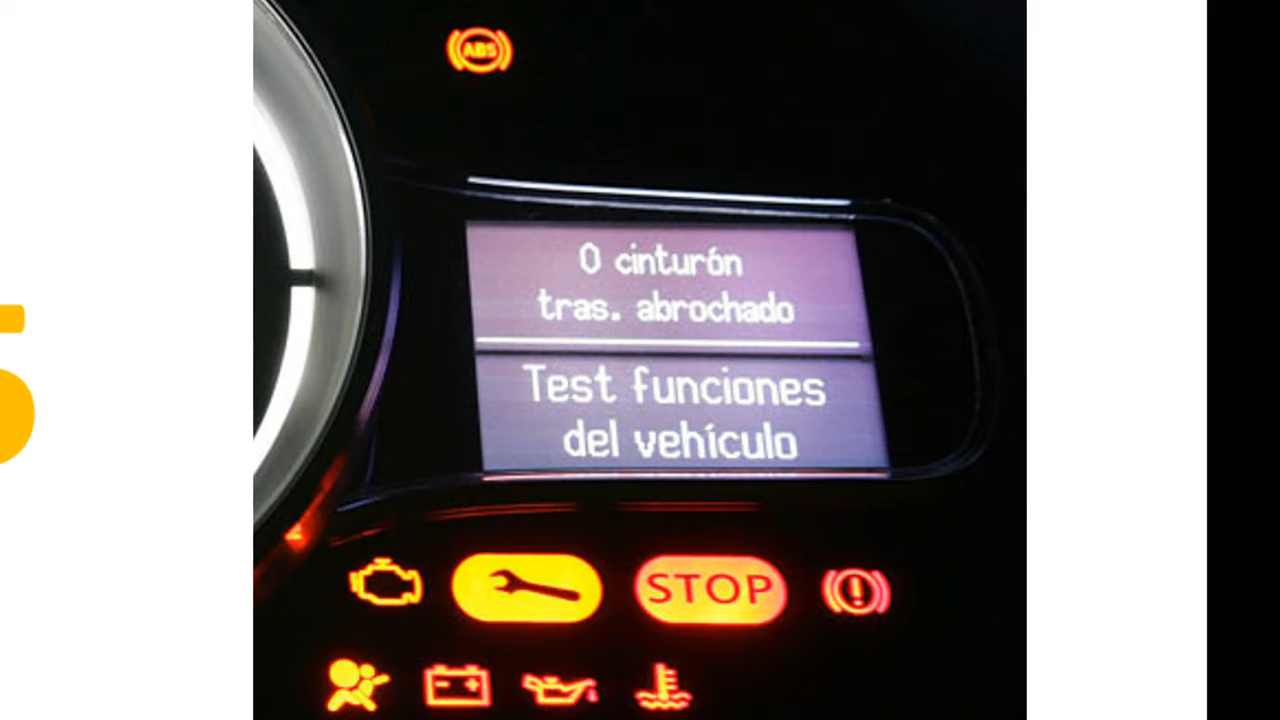 ABS
0 cinturón
tras. abrochado
Test funciones
del vehículo
STOP